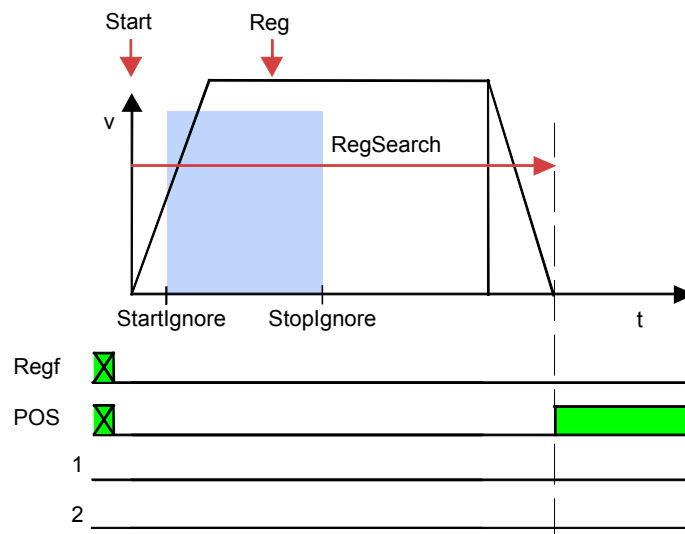 Start Reg
v
RegSearch
StartIgnore StopIgnore t
Regf
POS
1
2